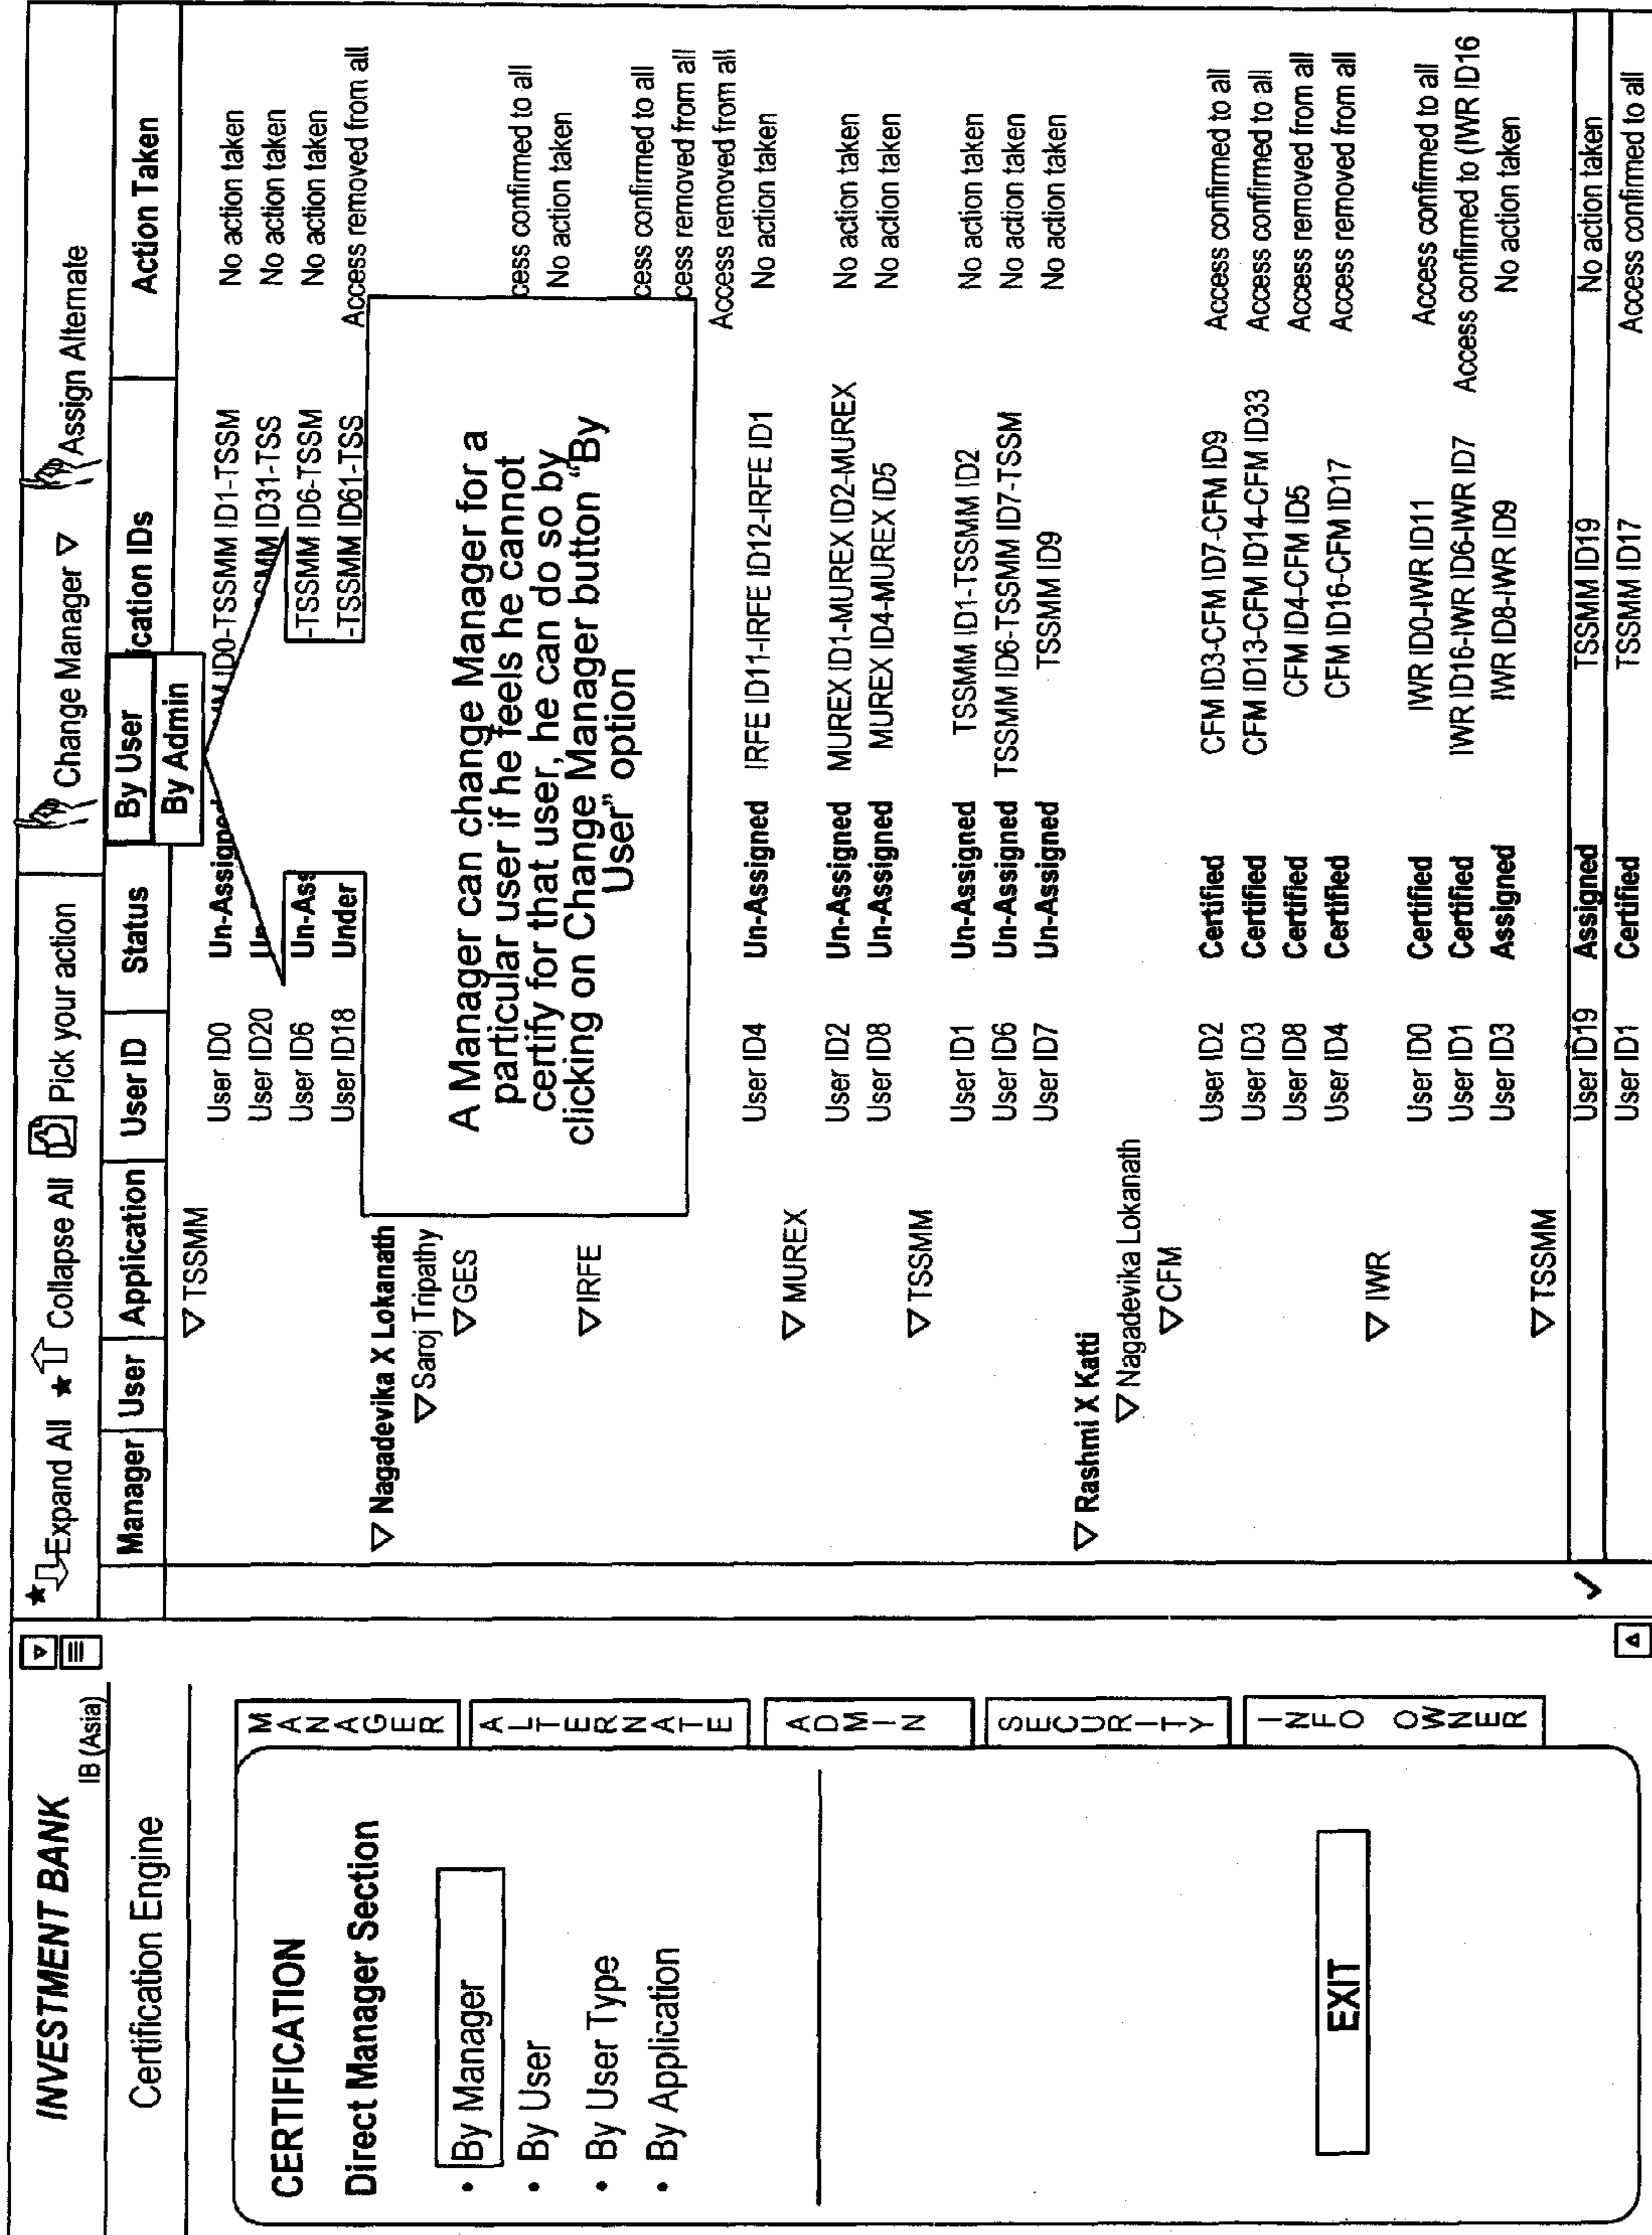 INVESTMENT BANK
IB (Asia)
Certification Engine
CERTIFICATION
Direct Manager Section
• By Manager
• By User
• By User Type
• By Application
EXIT
MANAGER
ALTERNATE
ADMIN
SECURITY
INFO OWNER
Expand All Collapse All Pick your action Change Manager Assign Alternate
By User
By Admin
Manager User Application User ID Status ication IDs Action Taken
TSSMM
User ID0 Un-Assigned M ID0-TSSMM ID1-TSSM No action taken
User ID20 ID31-TSS No action taken
User ID6 Un-Ass -TSSMM ID6-TSSM No action taken
User ID18 Under -TSSMM ID61-TSS Access removed from all
Nagadevika X Lokanath
Saroj Tripathy
GES
cess confirmed to all
No action taken
IRFE
cess confirmed to all
cess removed from all
Access removed from all
User ID4 Un-Assigned IRFE ID11-IRFE ID12-IRFE ID1 No action taken
A Manager can change Manager for a
particular user if he feels he cannot
certify for that user, he can do so by
clicking on Change Manager button "By
User" option
MUREX
User ID2 Un-Assigned MUREX ID1-MUREX ID2-MUREX No action taken
User ID8 Un-Assigned MUREX ID4-MUREX ID5 No action taken
TSSMM
User ID1 Un-Assigned TSSMM ID1-TSSMM ID2 No action taken
User ID6 Un-Assigned TSSMM ID6-TSSMM ID7-TSSM No action taken
User ID7 Un-Assigned TSSMM ID9 No action taken
Rashmi X Katti
Nagadevika Lokanath
CFM
User ID2 Certified CFM ID3-CFM ID7-CFM ID9 Access confirmed to all
User ID3 Certified CFM ID13-CFM ID14-CFM ID33 Access confirmed to all
User ID8 Certified CFM ID4-CFM ID5 Access removed from all
User ID4 Certified CFM ID16-CFM ID17 Access removed from all
IWR
User ID0 Certified IWR ID0-IWR ID11 Access confirmed to all
User ID1 Certified IWR ID16-IWR ID6-IWR ID7 Access confirmed to (IWR ID16
User ID3 Assigned IWR ID8-IWR ID9 No action taken
TSSMM
User ID19 Assigned TSSMM ID19 No action taken
User ID1 Certified TSSMM ID17 Access confirmed to all